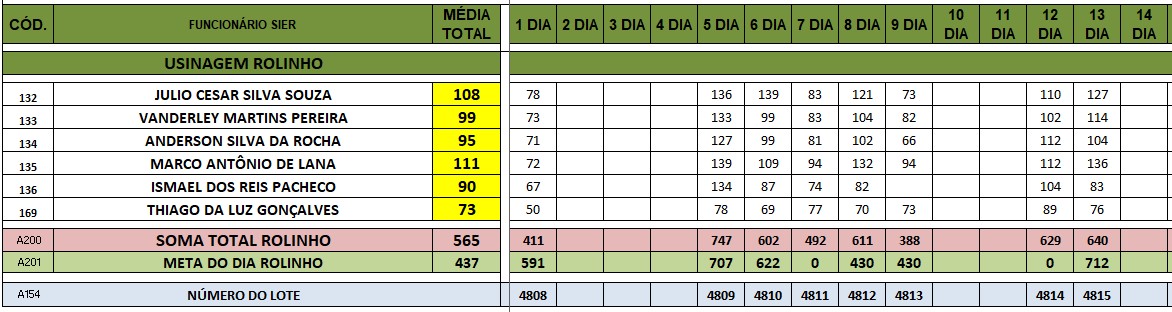 CÓD. FUNCIONÁRIO SIER MÉDIA TOTAL 1 DIA 2 DIA 3 DIA 4 DIA 5 DIA 6 DIA 7 DIA 8 DIA 9 DIA 10 DIA 11 DIA 12 DIA 13 DIA 14 DIA
USINAGEM ROLINHO
132 JULIO CESAR SILVA SOUZA 108 78 136 139 83 121 73 110 127
133 VANDERLEY MARTINS PEREIRA 99 73 133 99 83 104 82 102 114
134 ANDERSON SILVA DA ROCHA 95 71 127 99 81 102 66 112 104
135 MARCO ANTÔNIO DE LANA 111 72 139 109 94 132 94 112 136
136 ISMAEL DOS REIS PACHECO 90 67 134 87 74 82 104 83
169 THIAGO DA LUZ GONÇALVES 73 50 78 69 77 70 73 89 76
A200 SOMA TOTAL ROLINHO 565 411 747 602 492 611 388 629 640
A201 META DO DIA ROLINHO 437 591 707 622 0 430 430 0 712
A154 NÚMERO DO LOTE 4808 4809 4810 4811 4812 4813 4814 4815